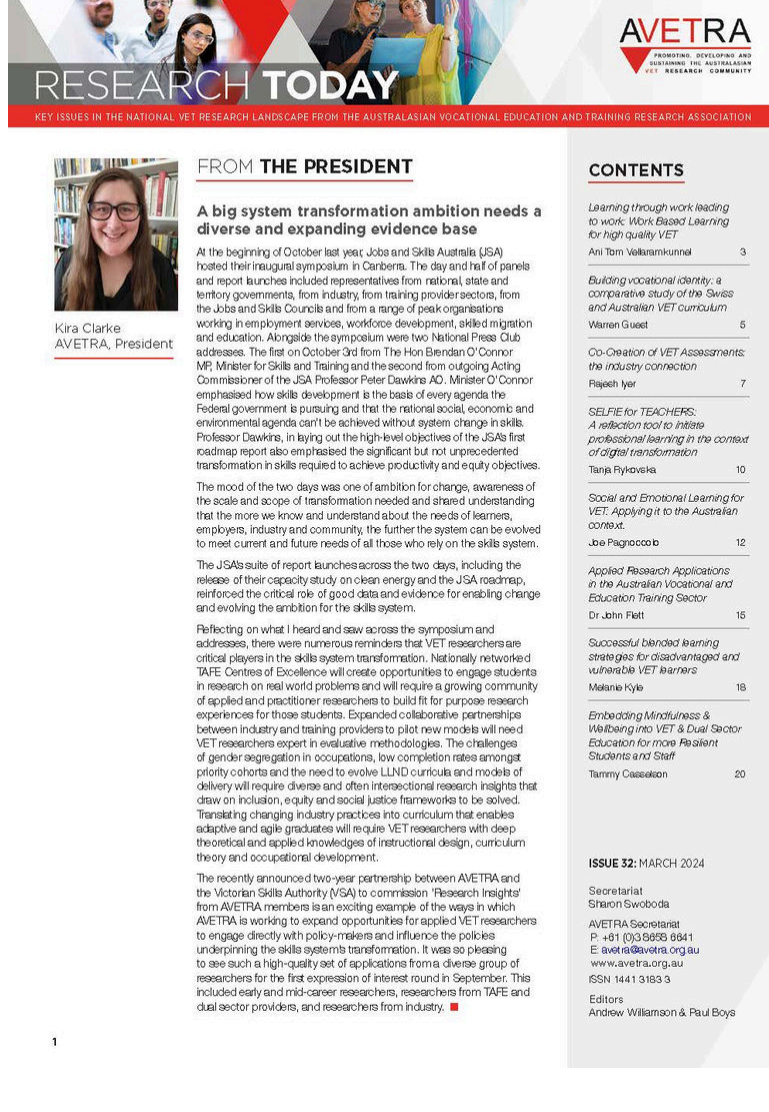 AVETRA
PROMOTING, DEVELOPING AND
SUSTAINING THE AUSTRALASIAN
VET RESEARCH COMMUNITY
RESEARCH TODAY
KEY ISSUES IN THE NATIONAL VET RESEARCH LANDSCAPE FROM THE AUSTRALASIAN VOCATIONAL EDUCATION AND TRAINING RESEARCH ASSOCIATION
Kira Clarke
AVETRA, President
FROM THE PRESIDENT
A big system transformation ambition needs a
diverse and expanding evidence base
At the beginning of October last year, Jobs and Skills Australia (JSA)
hosted their inaugural symposium in Canberra. The day and half of panels
and report launches included representatives from national, state and
territory governments, from industry, from training provider sectors, from
the Jobs and Skills Councils and from a range of peak organisations
working in employment services, workforce development, skilled migration
and education. Alongside the symposium were two National Press Club
addresses. The first on October 3rd from The Hon Brendan O'Connor
MP, Minister for Skills and Training and the second from outgoing Acting
Commissioner of the JSA Professor Peter Dawkins AO. Minister O'Connor
emphasised how skills development is the basis of every agenda the
Federal government is pursuing and that the national social, economic and
environmental agenda can't be achieved without system change in skills.
Professor Dawkins, in laying out the high-level objectives of the JSA's first
roadmap report also emphasised the significant but not unprecedented
transformation in skills required to achieve productivity and equity objectives.
The mood of the two days was one of ambition for change, awareness of
the scale and scope of transformation needed and shared understanding
that the more we know and understand about the needs of learners,
employers, industry and community, the further the system can be evolved
to meet current and future needs of all those who rely on the skills system.
The JSA's suite of report launches across the two days, including the
release of their capacity study on clean energy and the JSA roadmap,
reinforced the critical role of good data and evidence for enabling change
and evolving the ambition for the skills system.
Reflecting on what I heard and saw across the symposium and
addresses, there were numerous reminders that VET researchers are
critical players in the skills system transformation. Nationally networked
TAFE Centres of Excellence will create opportunities to engage students
in research on real world problems and will require a growing community
of applied and practitioner researchers to build fit for purpose research
experiences for those students. Expanded collaborative partnerships
between industry and training providers to pilot new models will need
VET researchers expert in evaluative methodologies. The challenges
of gender segregation in occupations, low completion rates amongst
priority cohorts and the need to evolve LLND curricula and models of
delivery will require diverse and often intersectional research insights that
draw on inclusion, equity and social justice frameworks to be solved.
Translating changing industry practices into curriculum that enables
adaptive and agile graduates will require VET researchers with deep
theoretical and applied knowledges of instructional design, curriculum
theory and occupational development.
The recently announced two-year partnership between AVETRA and
the Victorian Skills Authority (VSA) to commission 'Research Insights'
from AVETRA members is an exciting example of the ways in which
AVETRA is working to expand opportunities for applied VET researchers
to engage directly with policy-makers and influence the policies
underpinning the skills system's transformation. It was so pleasing
to see such a high-quality set of applications from a diverse group of
researchers for the first expression of interest round in September. This
included early and mid-career researchers, researchers from TAFE and
dual sector providers, and researchers from industry.
CONTENTS
Learning through work leading
to work: Work Based Learning
for high quality VET
Ani Tom Vellaramkunnel 3
Building vocational identity: a
comparative study of the Swiss
and Australian VET curriculum
Warren Guest 5
Co-Creation of VET Assessments:
the industry connection
Rajesh Iyer 7
SELFIE for TEACHERS:
A reflection tool to initiate
professional learning in the context
of digital transformation
Tanja Rykovska 10
Social and Emotional Learning for
VET: Applying it to the Australian
context.
Joe Pagnoccolo 12
Applied Research Applications
in the Australian Vocational and
Education Training Sector
Dr John Flett 15
Successful blended learning
strategies for disadvantaged and
vulnerable VET learners
Melanie Kyle 18
Embedding Mindfulness &
Wellbeing into VET & Dual Sector
Education for more Resilient
Students and Staff
Tammy Casselson 20
ISSUE 32: MARCH 2024
Secretariat
Sharon Swoboda
AVETRA Secretariat
P: +61 (0)3 8658 6641
E: avetra@avetra.org.au
www.avetra.org.au
ISSN 1441 3183 3
Editors
Andrew Williamson & Paul Boys
1